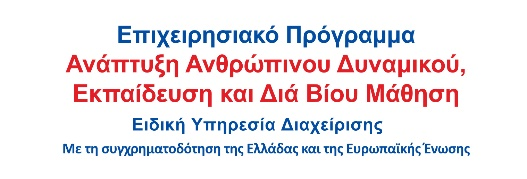 Επιχειρησιακό Πρόγραμμα
Ανάπτυξη Ανθρώπινου Δυναμικού,
Εκπαίδευση και Διά Βίου Μάθηση
Ειδική Υπηρεσία Διαχείρισης
Με τη συγχρηματοδότηση της Ελλάδας και της Ευρωπαϊκής Ένωσης